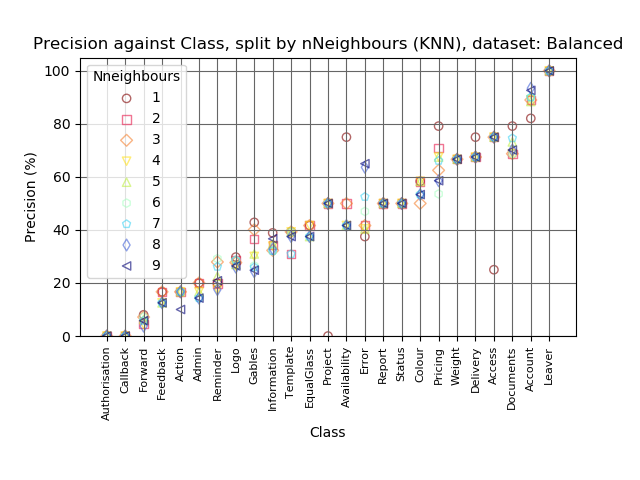 Precision against Class, split by nNeighbours (KNN), dataset: Balanced
Precision (%)
100
80
60
40
20
0
Nneighbours
1
2
3
4
5
6
7
8
9
Authorisation
Callback
Forward
Feedback
Action
Admin
Reminder
Logo
Gables
Information
Template
EqualGlass
Project
Availability
Error
Report
Status
Colour
Pricing
Weight
Delivery
Access
Documents
Account
Leaver
Class